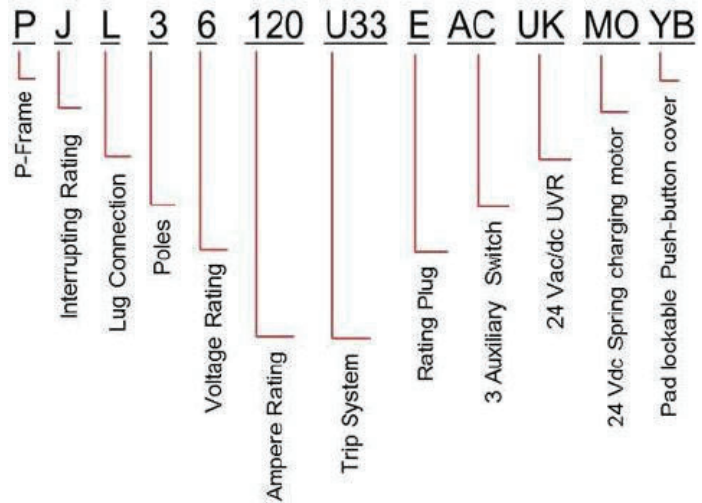 P J L 3 6 120 U33 E AC UK MO YB
P-Frame
Interrupting Rating
Lug Connection
Poles
Voltage Rating
Ampere Rating
Trip System
Rating Plug
3 Auxiliary Switch
24 Vac/dc UVR
24 Vdc Spring charging motor
Pad lockable Push-button cover